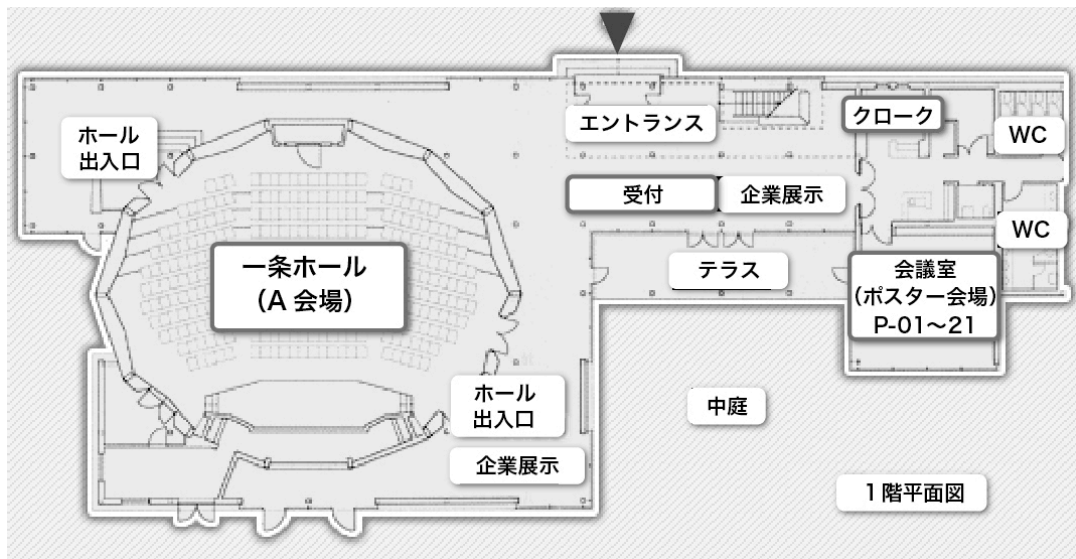 ホール
出入口
エントランス
クローク
WC
受付
企業展示
WC
一条ホール
（A 会場）
テラス
会議室
（ポスター会場）
P-01～21
ホール
出入口
中庭
企業展示
1階平面図